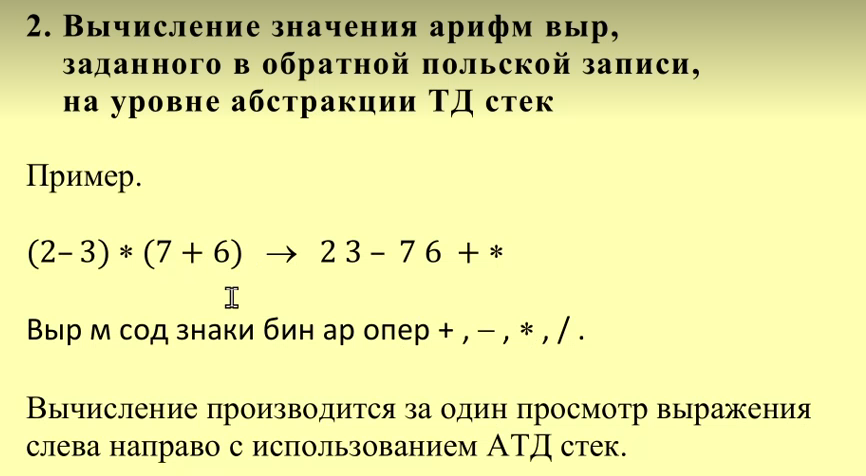 2. Вычисление значения арифм выр,
заданного в обратной польской записи,
на уровне абстракции ТД стек
Пример.
(2– 3) * (7 + 6) → 2 3 – 7 6 + *
Выр м сод знаки бин ар опер + , – , * , / .
Вычисление производится за один просмотр выражения
слева направо с использованием АТД стек.